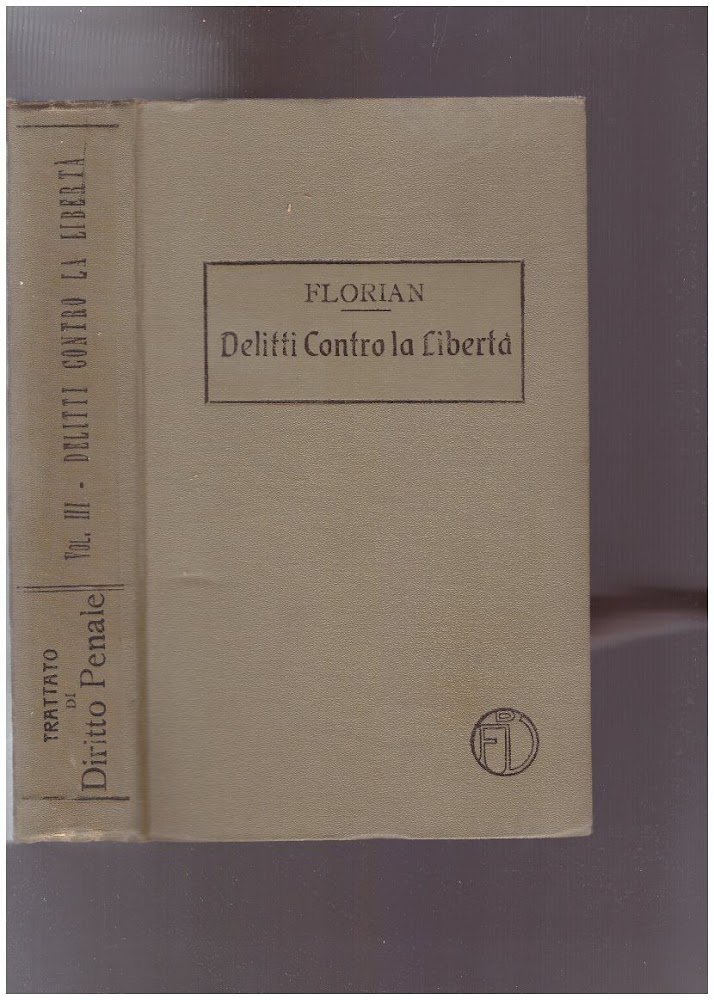 TRATTATO
DI
Diritto Penale
VOL. III - DELITTI CONTRO LA LIBERTÀ
FLORIAN
Delitti Contro la Libertà